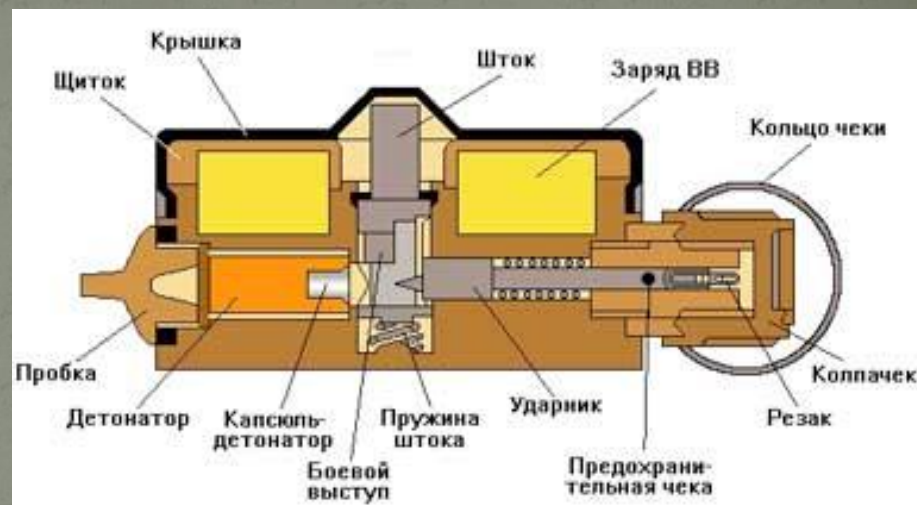 Крышка
Шток
Заряд ВВ
Щиток
Кольцо чеки
Пробка
Детонатор
Капсюль-
детонатор
Боевой
выступ
Пружина
штока
Ударник
Предохрани-
тельная чека
Колпачек
Резак